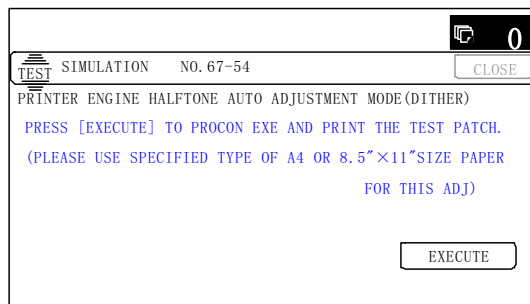 0
TEST SIMULATION NO.67-54 CLOSE
PRINTER ENGINE HALFTONE AUTO ADJUSTMENT MODE(DITHER)
PRESS [EXECUTE] TO PROCON EXE AND PRINT THE TEST PATCH.
(PLEASE USE SPECIFIED TYPE OF A4 OR 8.5″×11″SIZE PAPER
FOR THIS ADJ)
EXECUTE